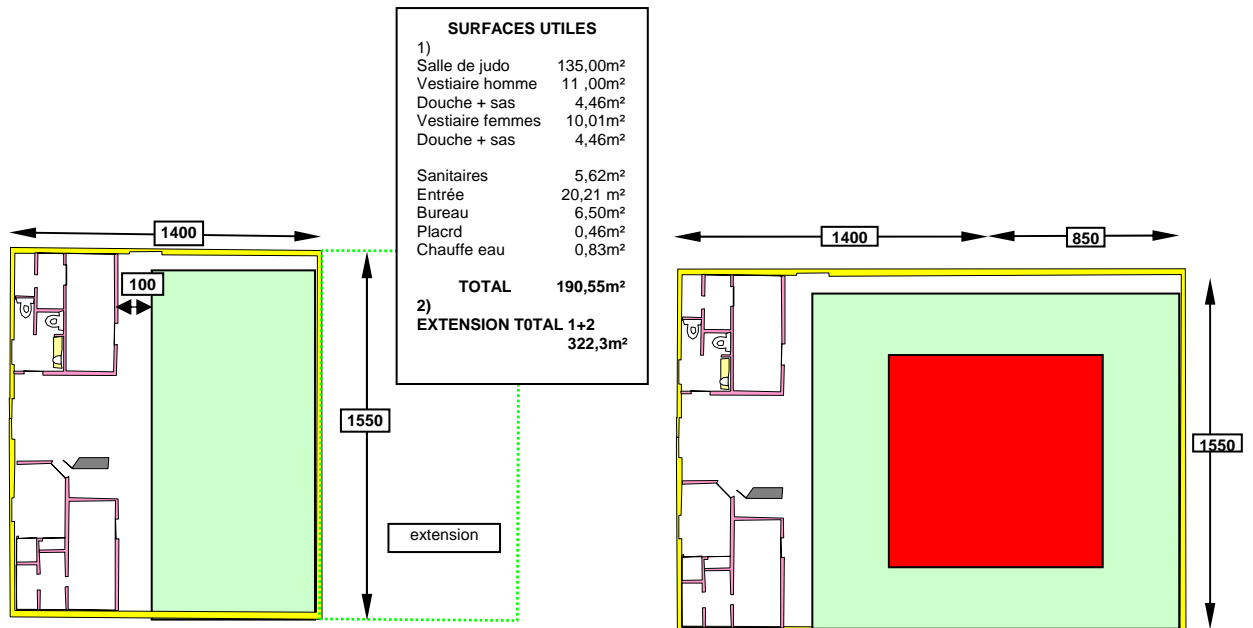 SURFACES UTILES
1)
Salle de judo 135,00m²
Vestiaire homme 11 ,00m²
Douche + sas 4,46m²
Vestiaire femmes 10,01m²
Douche + sas 4,46m²
Sanitaires 5,62m²
Entrée 20,21 m²
Bureau 6,50m²
Placrd 0,46m²
Chauffe eau 0,83m²
TOTAL 190,55m²
2)
EXTENSION T0TAL 1+2
322,3m²
1400
100
1550
extension
1400
850
1550